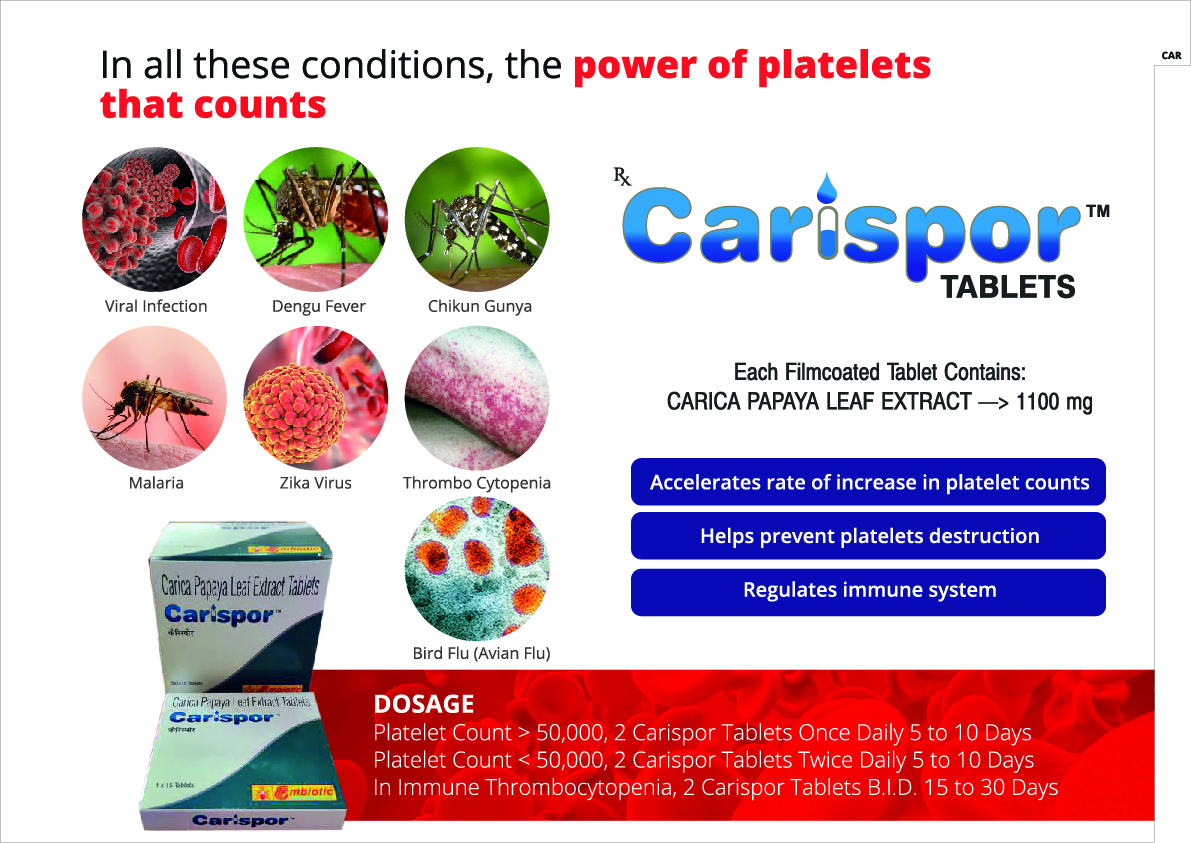 In all these conditions, the power of platelets
that counts
CAR
Viral Infection
Dengu Fever
Chikun Gunya
Malaria
Zika Virus
Thrombo Cytopenia
Bird Flu (Avian Flu)
Rx
Carispor™
TABLETS
Each Filmcoated Tablet Contains:
CARICA PAPAYA LEAF EXTRACT —> 1100 mg
Accelerates rate of increase in platelet counts
Helps prevent platelets destruction
Regulates immune system
mbiotic
Carica Papaya Leaf Extract Tablets
Carispor™
कैरिस्पोर
Tablets
mbiotic
Carica Papaya Leaf Extract Tablets
Carispor™
कैरिस्पोर
1 x 15 Tablets
mbiotic
Carispor
DOSAGE
Platelet Count > 50,000, 2 Carispor Tablets Once Daily 5 to 10 Days
Platelet Count < 50,000, 2 Carispor Tablets Twice Daily 5 to 10 Days
In Immune Thrombocytopenia, 2 Carispor Tablets B.I.D. 15 to 30 Days